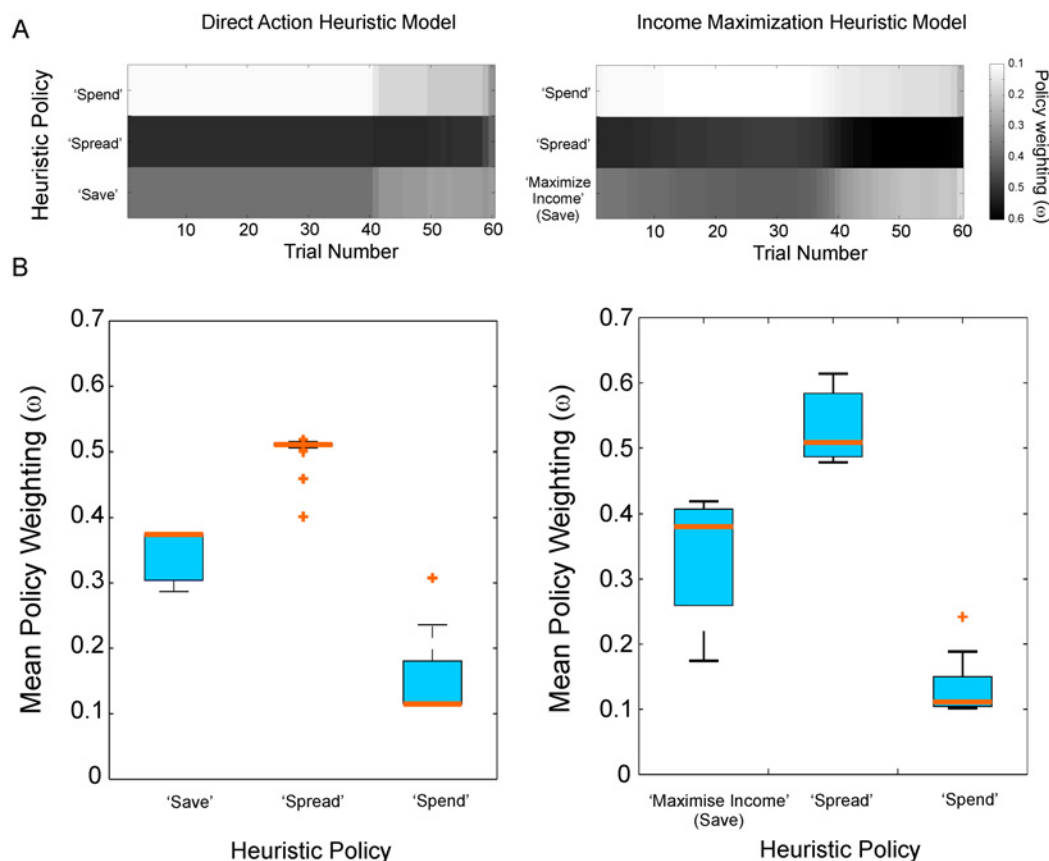 A
Direct Action Heuristic Model
Income Maximization Heuristic Model
Heuristic Policy
'Spend'
'Spread'
'Save'
10 20 30 40 50 60
Trial Number
'Spend'
'Spread'
'Maximize
Income'
(Save)
10 20 30 40 50 60
Trial Number
0.1
0.2
0.3
0.4
0.5
0.6
Policy weighting (ω)
B
Mean Policy Weighting (ω)
0.7
0.6
0.5
0.4
0.3
0.2
0.1
0
'Save' 'Spread' 'Spend'
Heuristic Policy
Mean Policy Weighting (ω)
0.7
0.6
0.5
0.4
0.3
0.2
0.1
0
'Maximise Income' 'Spread' 'Spend'
(Save)
Heuristic Policy